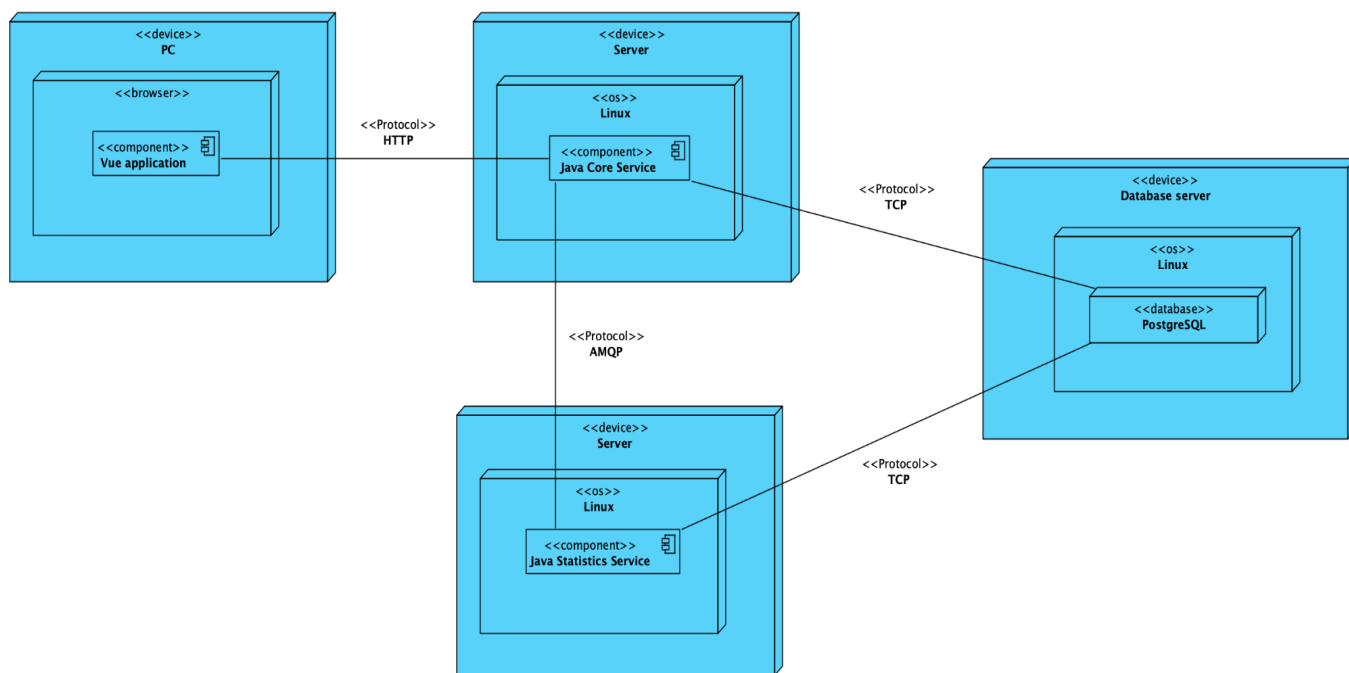 <<device>>
PC
<<browser>>
<<component>>
Vue application
<<Protocol>>
HTTP
<<device>>
Server
<<os>>
Linux
<<component>>
Java Core Service
<<Protocol>>
TCP
<<device>>
Database server
<<os>>
Linux
<<database>>
PostgreSQL
<<Protocol>>
AMQP
<<device>>
Server
<<os>>
Linux
<<component>>
Java Statistics Service
<<Protocol>>
TCP